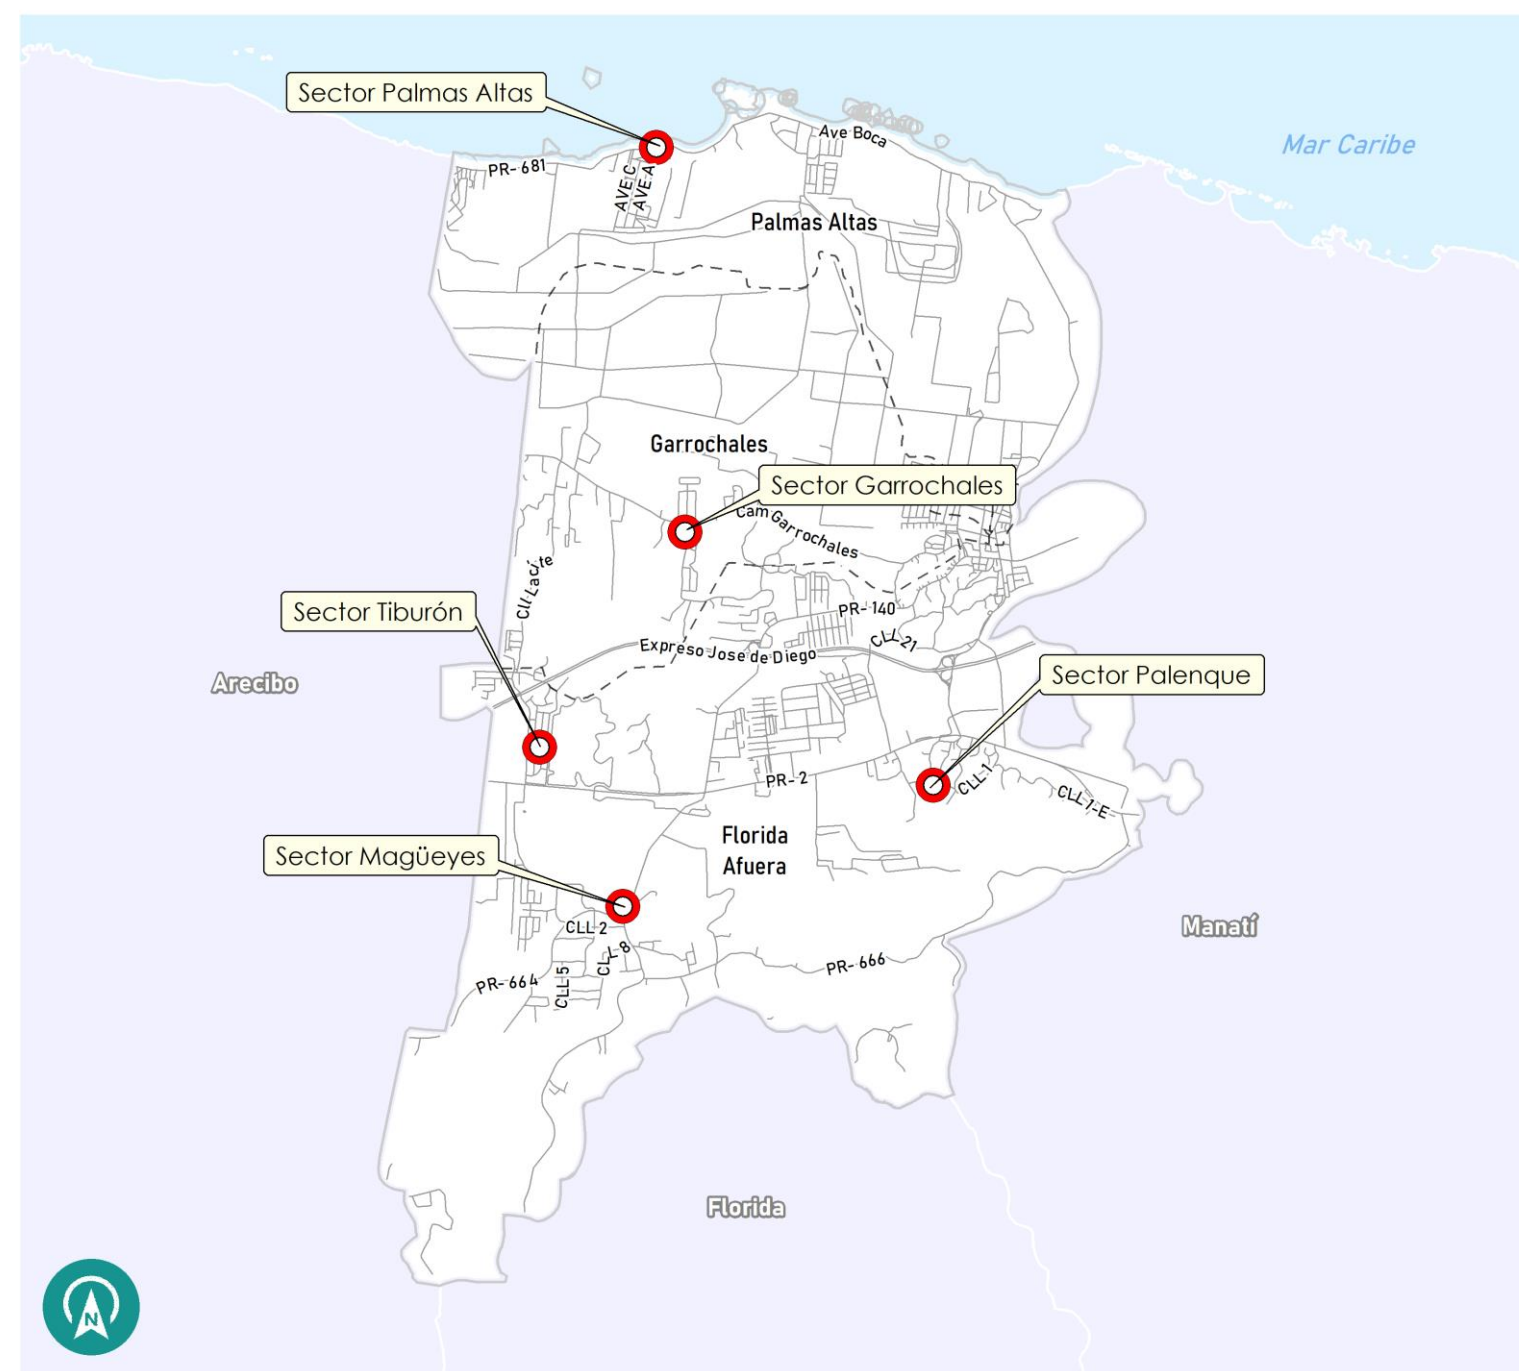 Sector Palmas Altas
Mar Caribe
Ave Boca
PR-681
AVE C
AVE A
Palmas Altas
Garrochales
Sector Garrochales
Cam Garrochales
Cll Lacíte
Sector Tiburón
PR-140
CLL 21
Expreso Jose de Diego
Sector Palenque
Arecibo
PR-2
CLL 1
CLL 1-E
Florida
Afuera
Sector Magüeyes
CLL 2
CLL 8
Manatí
PR-666
PR-664
CLL 5
Florida
N